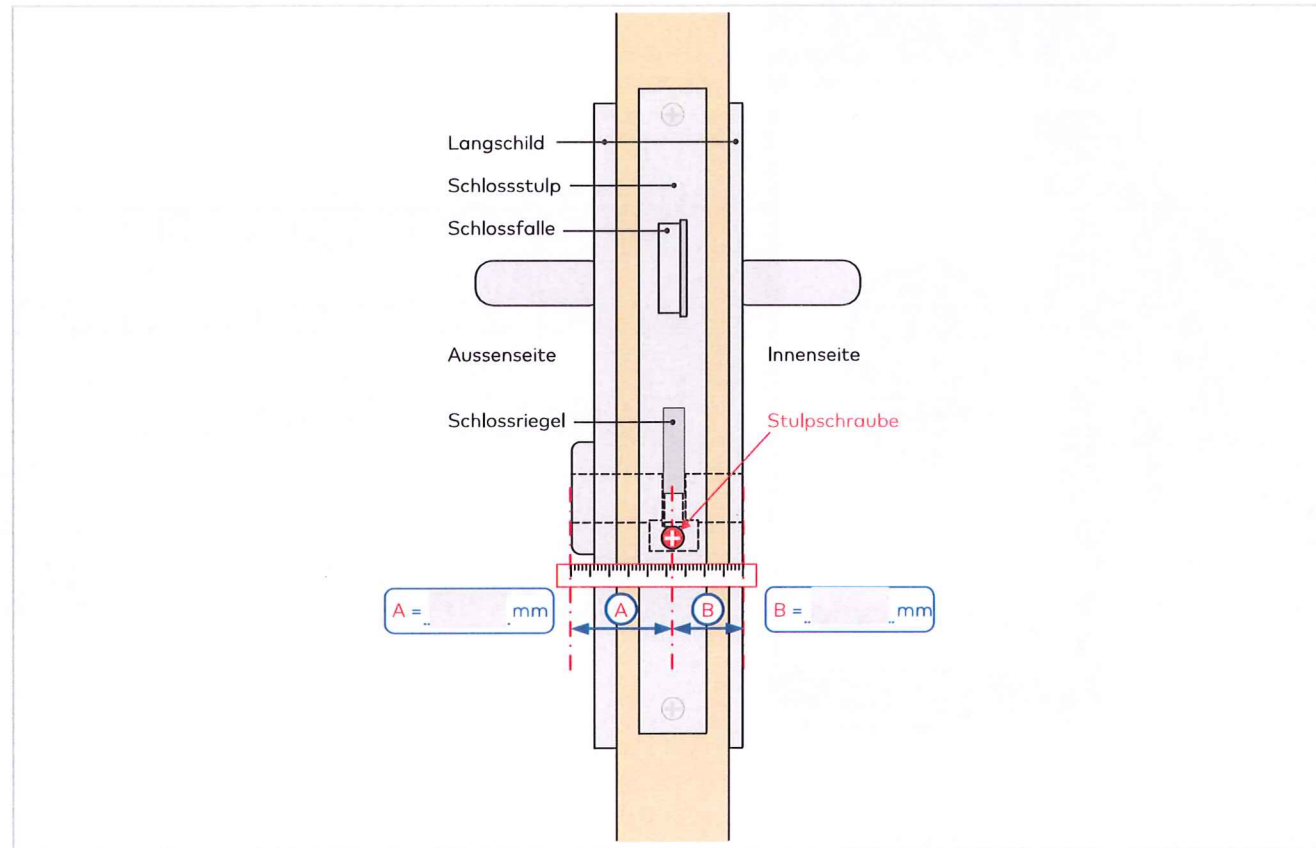 Langschild
Schlossstulp
Schlossfalle
Aussenseite
Innenseite
Schlossriegel
Stulpschraube
A = mm
A
B
B = mm